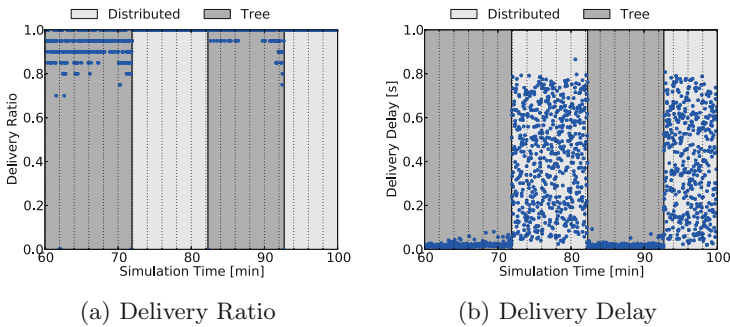 Distributed Tree
1.0
0.8
0.6
0.4
0.2
0.0
Delivery Ratio
60 70 80 90 100
Simulation Time [min]
(a) Delivery Ratio
Distributed Tree
1.0
0.8
0.6
0.4
0.2
0.0
Delivery Delay [s]
60 70 80 90 100
Simulation Time [min]
(b) Delivery Delay